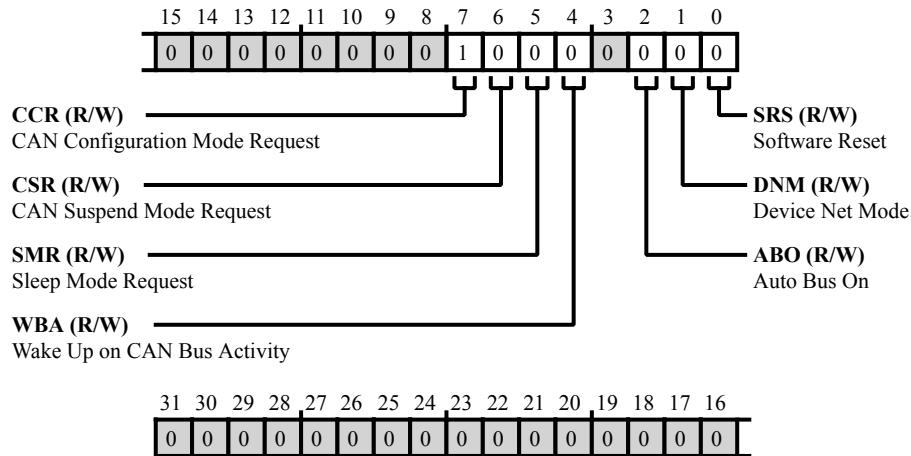 15 14 13 12 11 10 9 8 7 6 5 4 3 2 1 0
0 0 0 0 0 0 0 0 1 0 0 0 0 0 0 0
CCR (R/W)
CAN Configuration Mode Request
CSR (R/W)
CAN Suspend Mode Request
SMR (R/W)
Sleep Mode Request
WBA (R/W)
Wake Up on CAN Bus Activity
SRS (R/W)
Software Reset
DNM (R/W)
Device Net Mode
ABO (R/W)
Auto Bus On
31 30 29 28 27 26 25 24 23 22 21 20 19 18 17 16
0 0 0 0 0 0 0 0 0 0 0 0 0 0 0 0